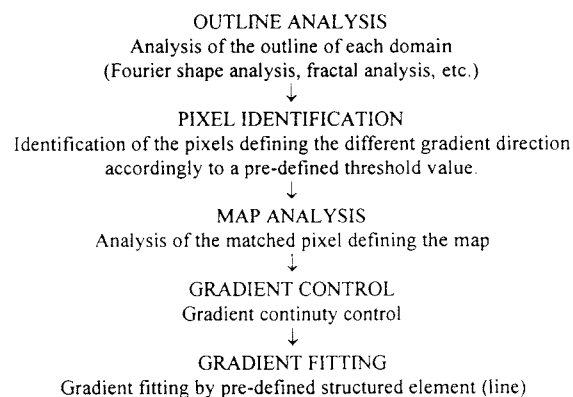 OUTLINE ANALYSIS
Analysis of the outline of each domain
(Fourier shape analysis, fractal analysis, etc.)
↓
PIXEL IDENTIFICATION
Identification of the pixels defining the different gradient direction
accordingly to a pre-defined threshold value.
↓
MAP ANALYSIS
Analysis of the matched pixel defining the map
↓
GRADIENT CONTROL
Gradient continuty control
↓
GRADIENT FITTING
Gradient fitting by pre-defined structured element (line)